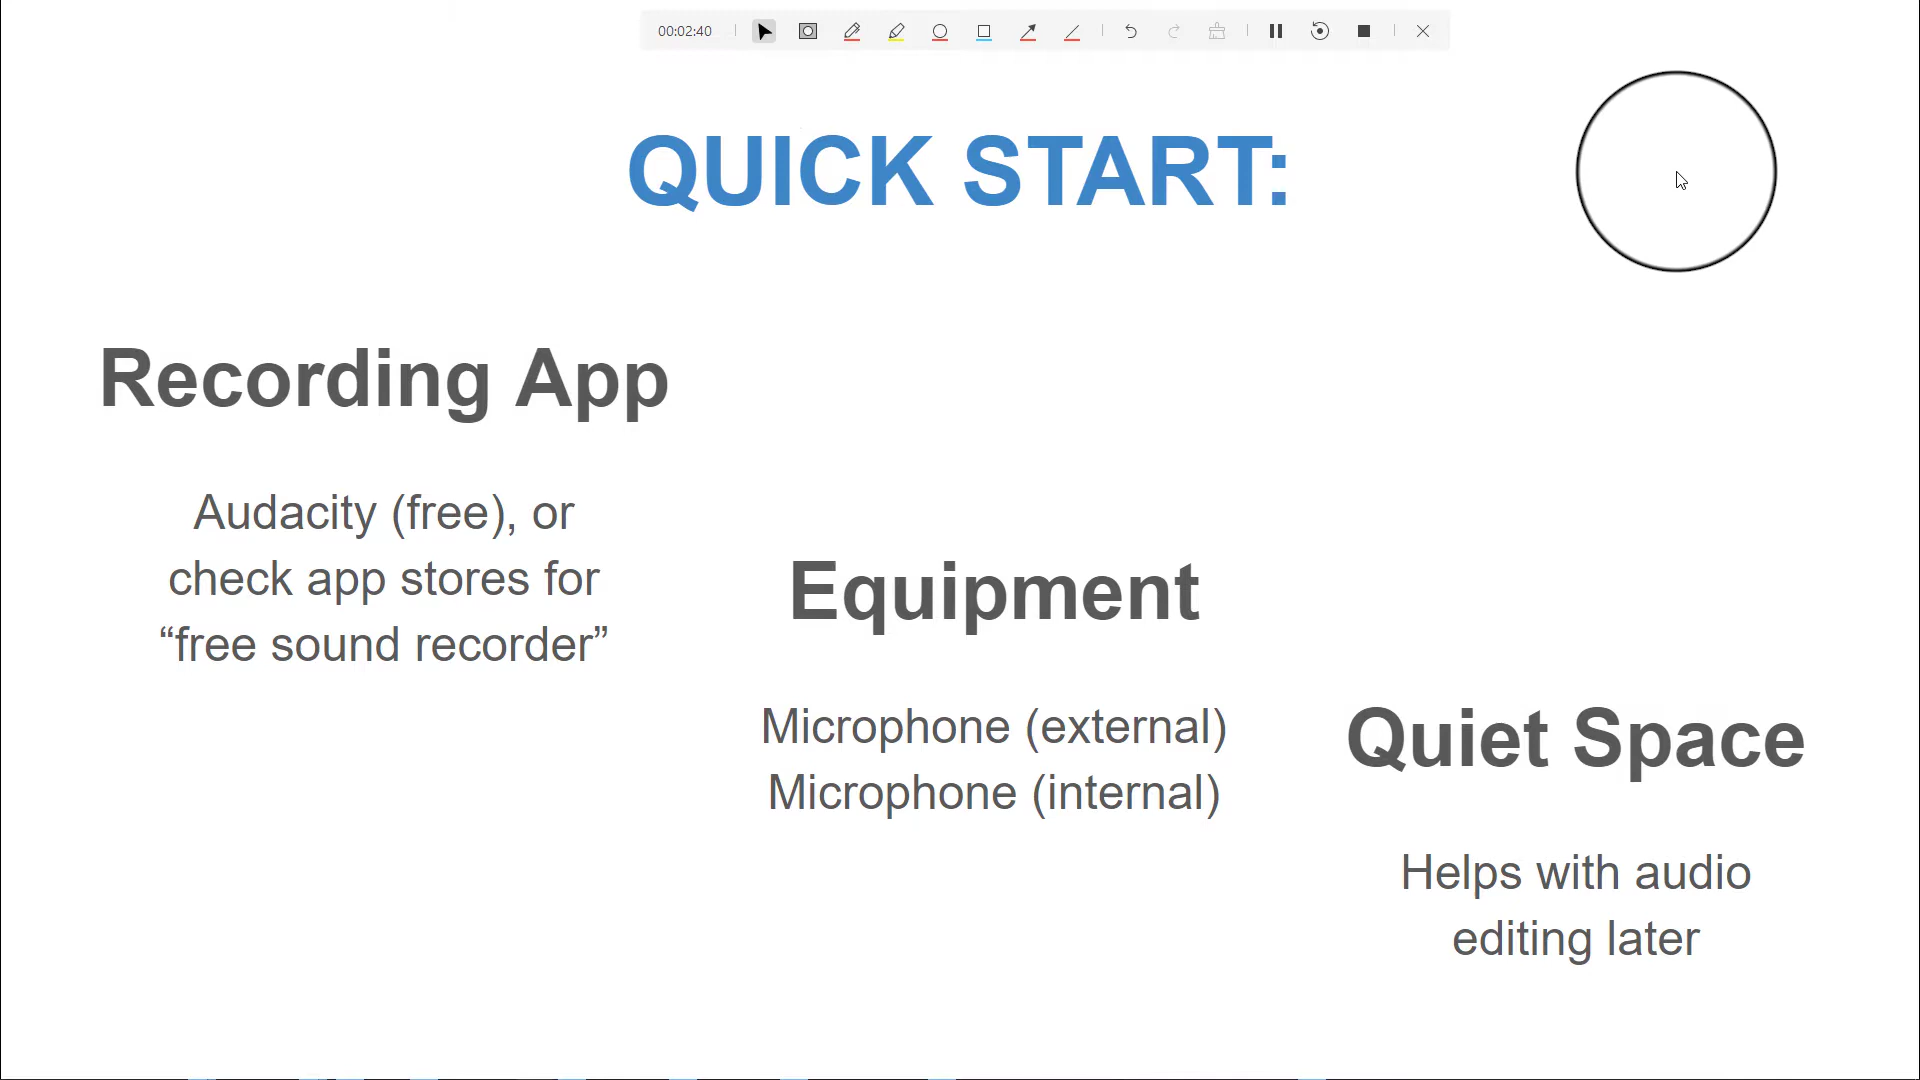 00:02:40
QUICK START:
Recording App
Audacity (free), or
check app stores for
“free sound recorder”
Equipment
Microphone (external)
Microphone (internal)
Quiet Space
Helps with audio
editing later